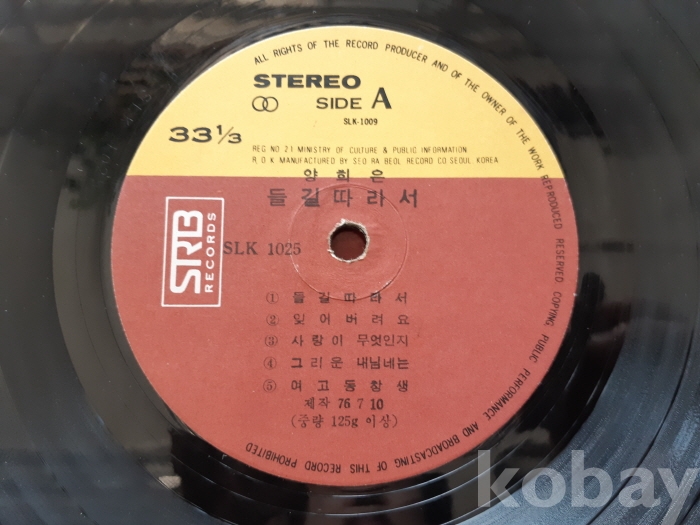 ALL RIGHTS OF THE RECORD PRODUCER AND OF THE OWNER OF THE WORK REPRODUCED RESERVED COPYING, PUBLIC PERFORMANCE AND BROADCASTING OF THIS RECORD PROHIBITED
STEREO
SIDE A
SLK-1009
33 1/3
REG NO 21 MINISTRY OF CULTURE & PUBLIC INFORMATION
R.O.K. MANUFACTURED BY SEO RA BEOL RECORD CO. SEOUL, KOREA
양희은
들길따라서
SRB
RECORDS
SLK 1025
① 들길따라서
② 잊어버려요
③ 사랑이 무엇인지
④ 그리운 내님네는
⑤ 여고동창생
제작 76 7 10
(중량 125g 이상)
kobay